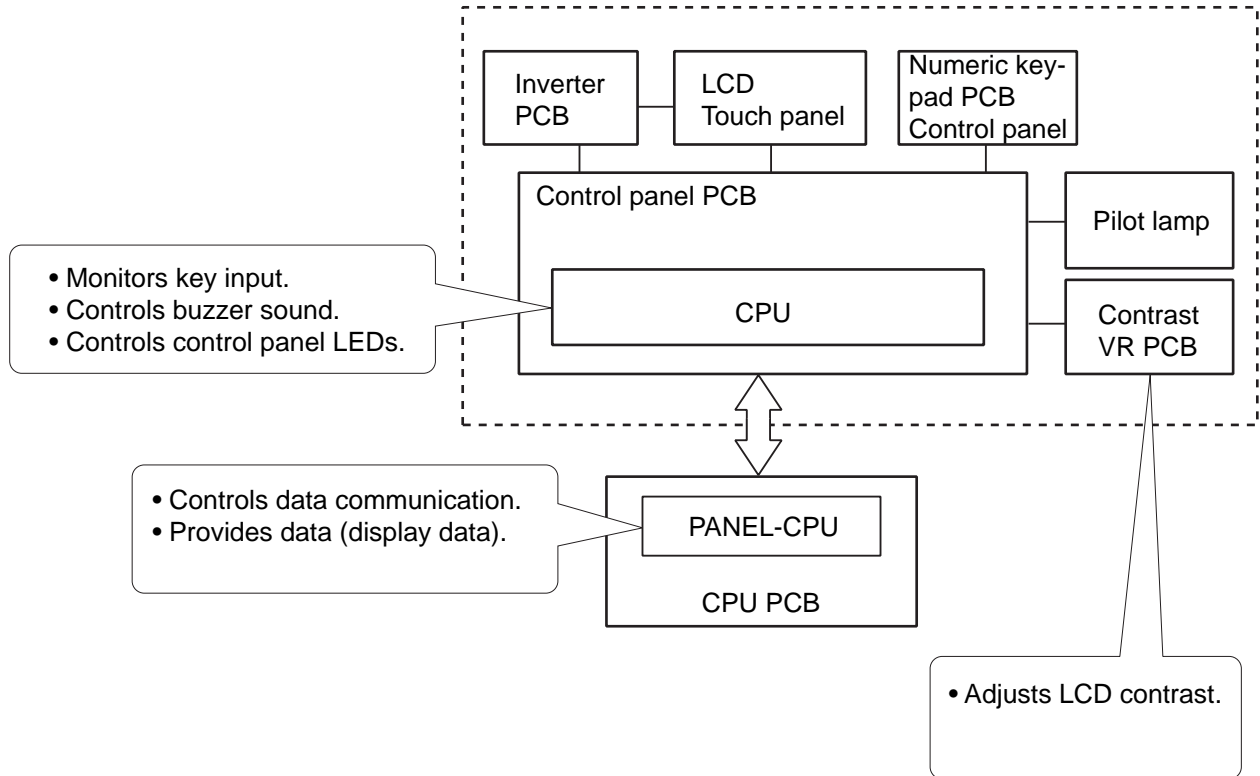 Inverter
PCB
LCD
Touch panel
Numeric key-
pad PCB
Control panel
Control panel PCB
Pilot lamp
• Monitors key input.
• Controls buzzer sound.
• Controls control panel LEDs.
CPU
Contrast
VR PCB
• Controls data communication.
• Provides data (display data).
PANEL-CPU
CPU PCB
• Adjusts LCD contrast.